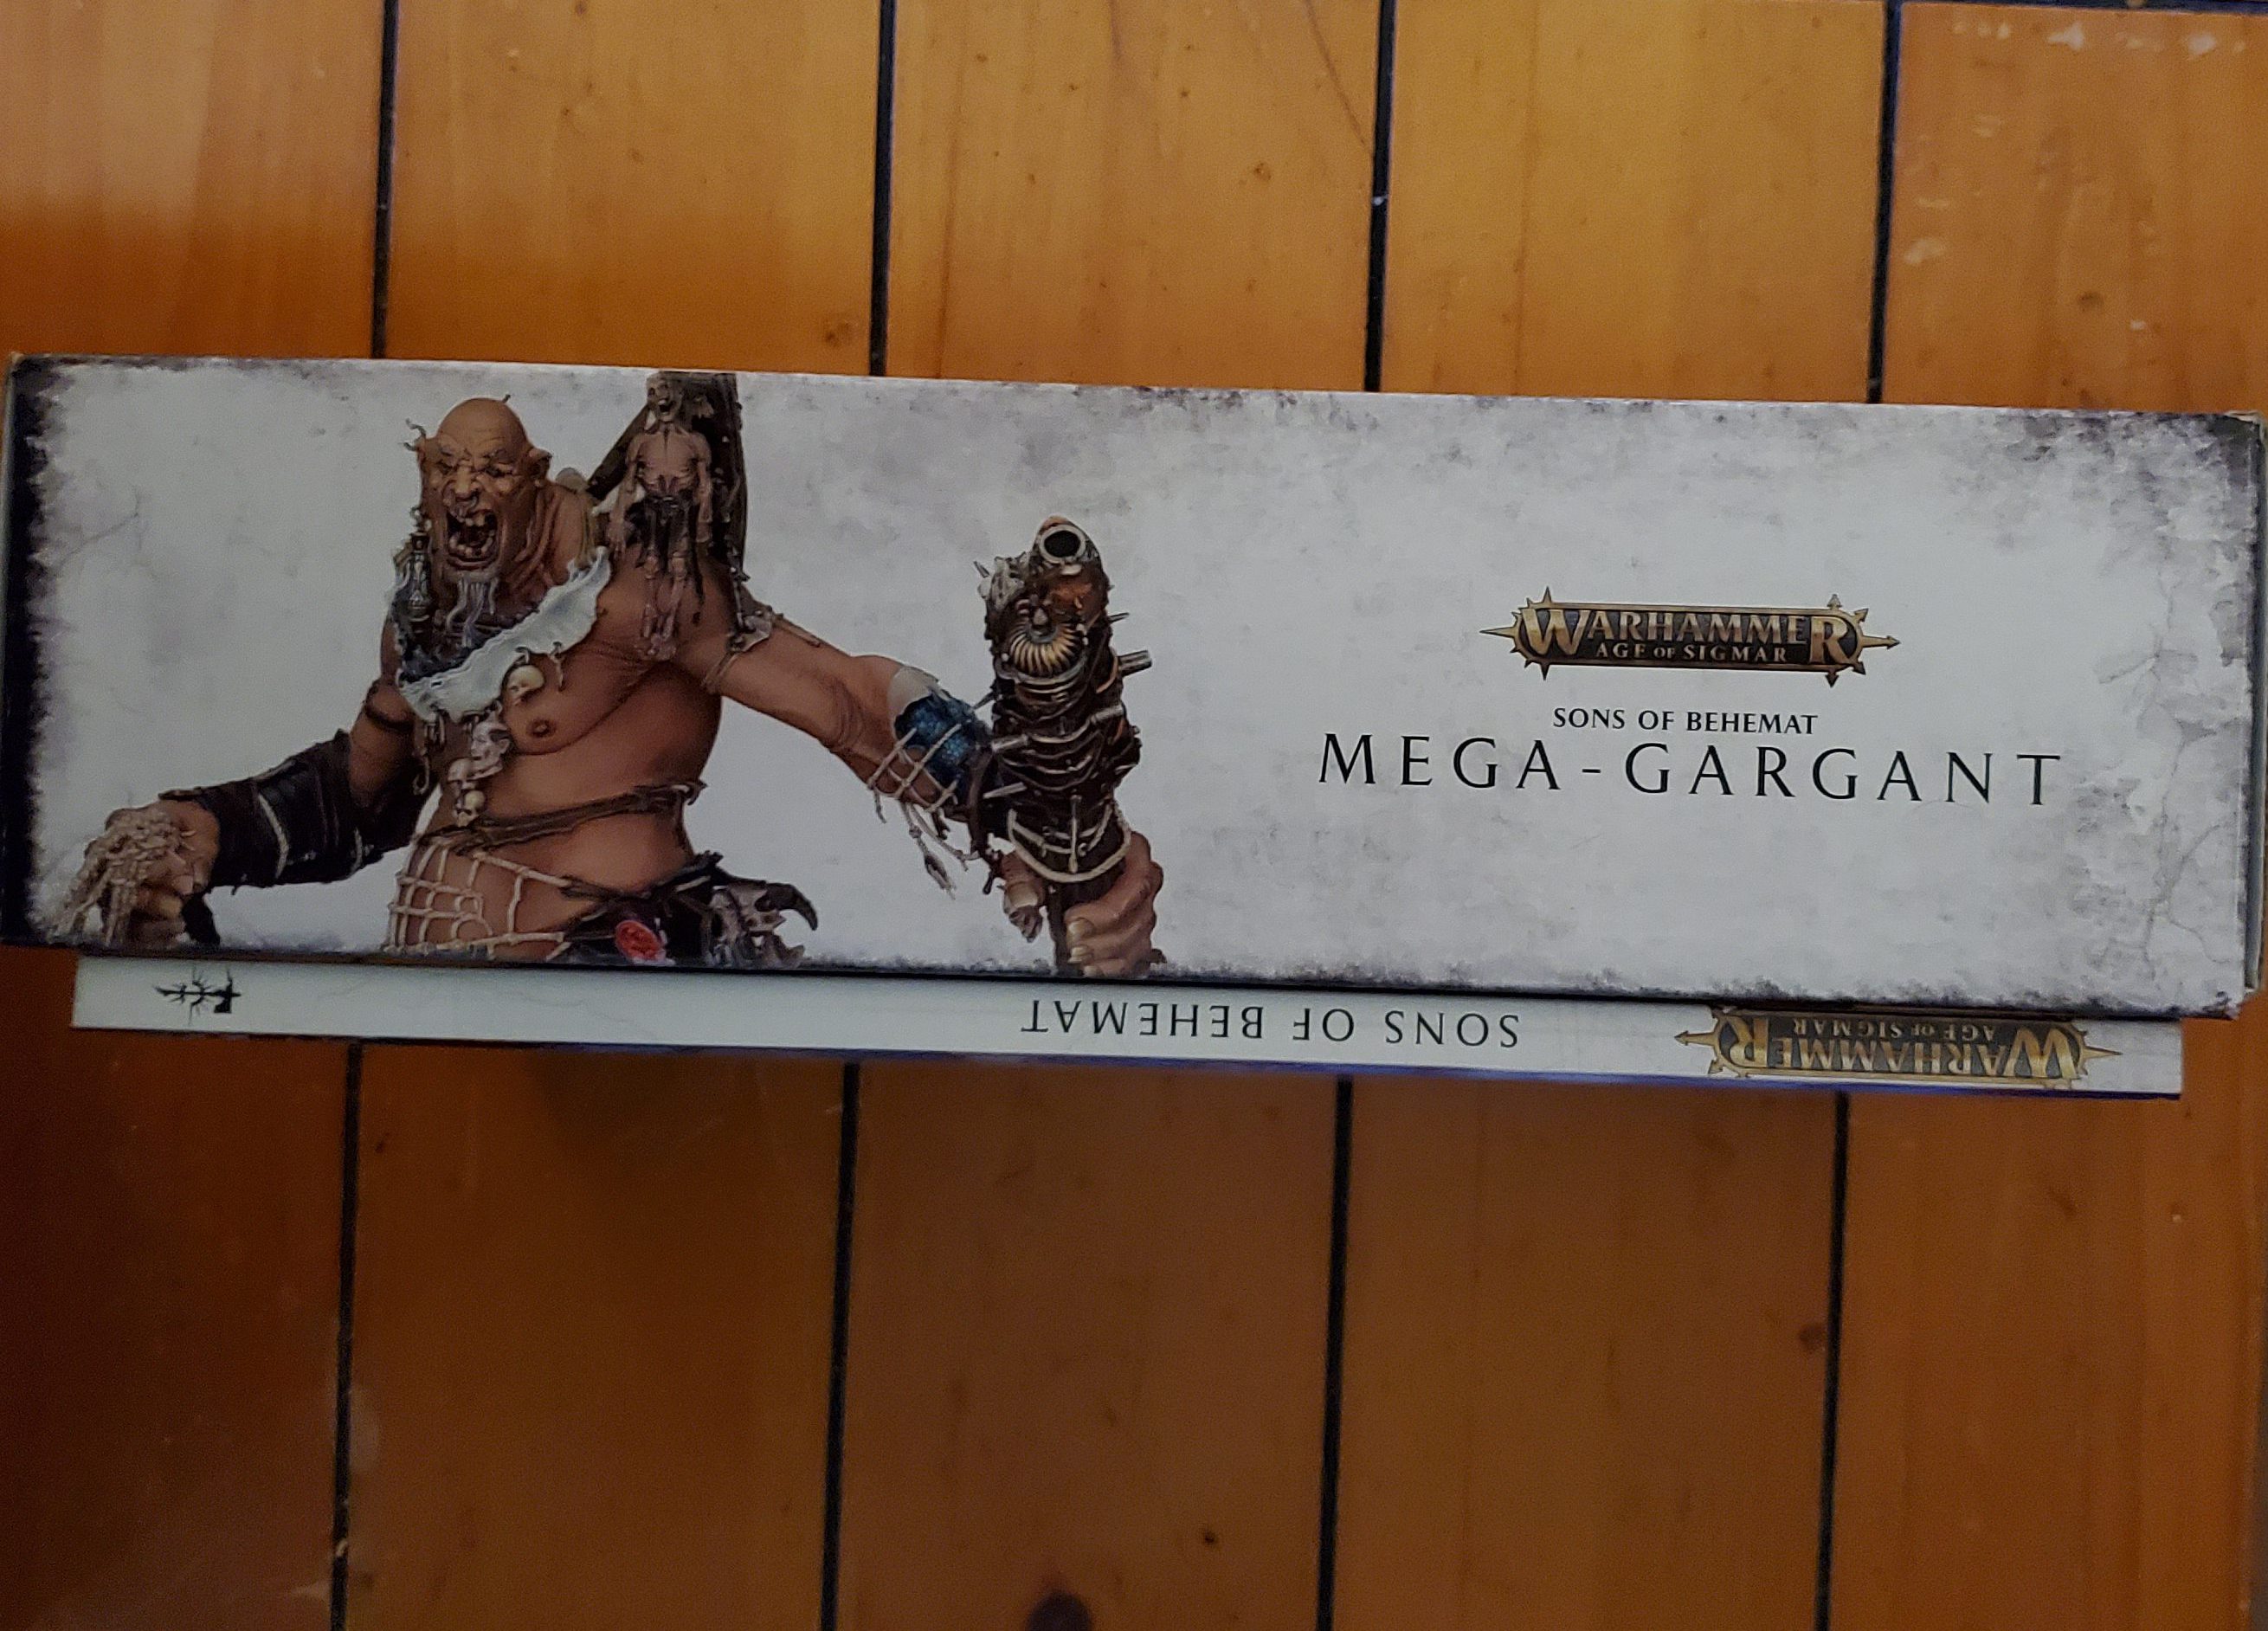 WARHAMMER
AGE OF SIGMAR
SONS OF BEHEMAT
MEGA-GARGANT
SONS OF BEHEMAT
WARHAMMER
AGE OF SIGMAR